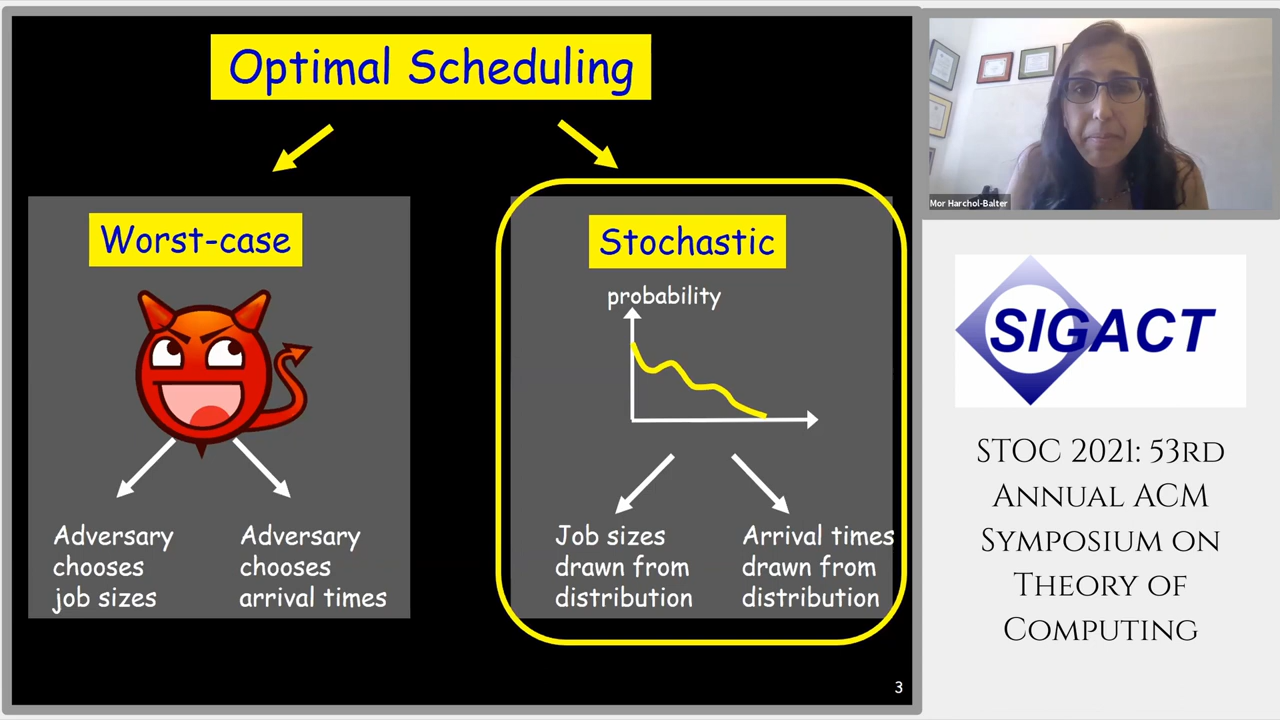 Optimal Scheduling
Worst-case
Adversary
chooses
job sizes
Adversary
chooses
arrival times
Stochastic
probability
Job sizes
drawn from
distribution
Arrival times
drawn from
distribution
3
Mor Harchol-Balter
SIGACT
STOC 2021: 53rd
Annual ACM
Symposium on
Theory of
Computing